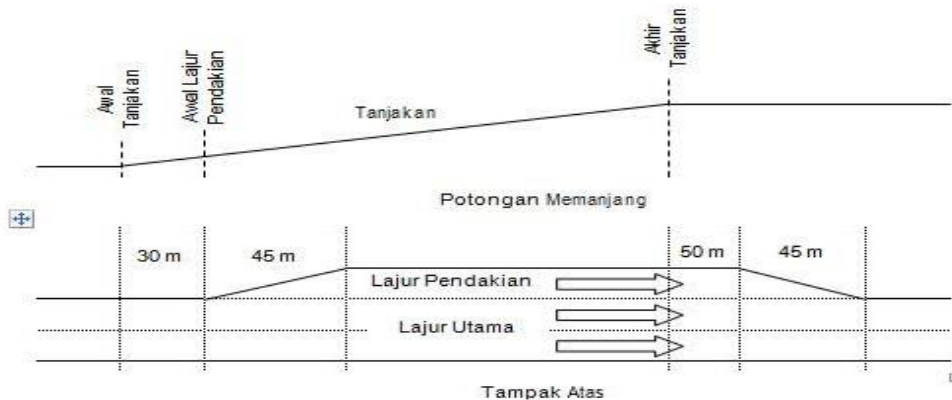 Awal
Tanjakan
Awal Lajur
Pendakian
Akhir
Tanjakan
Tanjakan
Potongan Memanjang
30 m
45 m
50 m
45 m
Lajur Pendakian
Lajur Utama
Tampak Atas